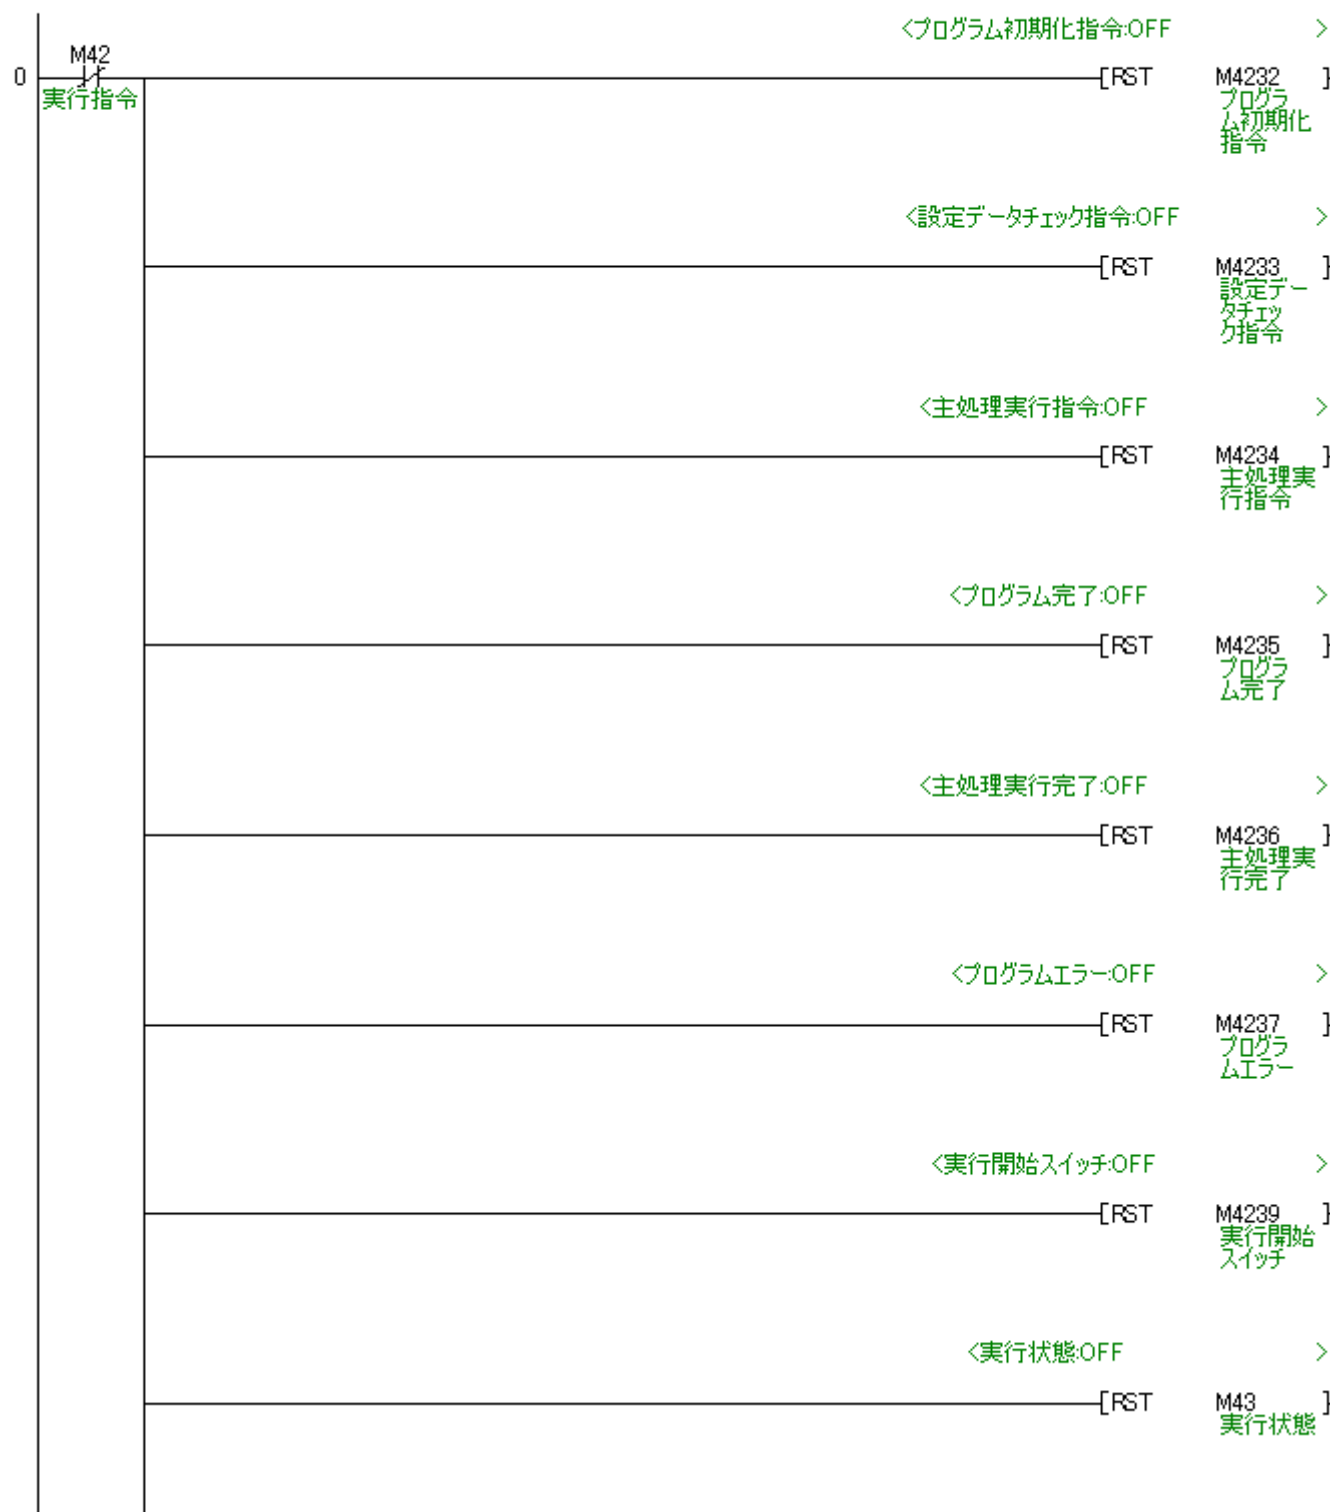 <プログラム初期化指令:OFF >
M42
0
[RST M4232 ]
実行指令
プログラ
ム初期化
指令
<設定データチェック指令:OFF >
[RST M4233 ]
設定デー
タチェッ
ク指令
<主処理実行指令:OFF >
[RST M4234 ]
主処理実
行指令
<プログラム完了:OFF >
[RST M4235 ]
プログラ
ム完了
<主処理実行完了:OFF >
[RST M4236 ]
主処理実
行完了
<プログラムエラー:OFF >
[RST M4237 ]
プログラ
ムエラー
<実行開始スイッチ:OFF >
[RST M4239 ]
実行開始
スイッチ
<実行状態:OFF >
[RST M43 ]
実行状態